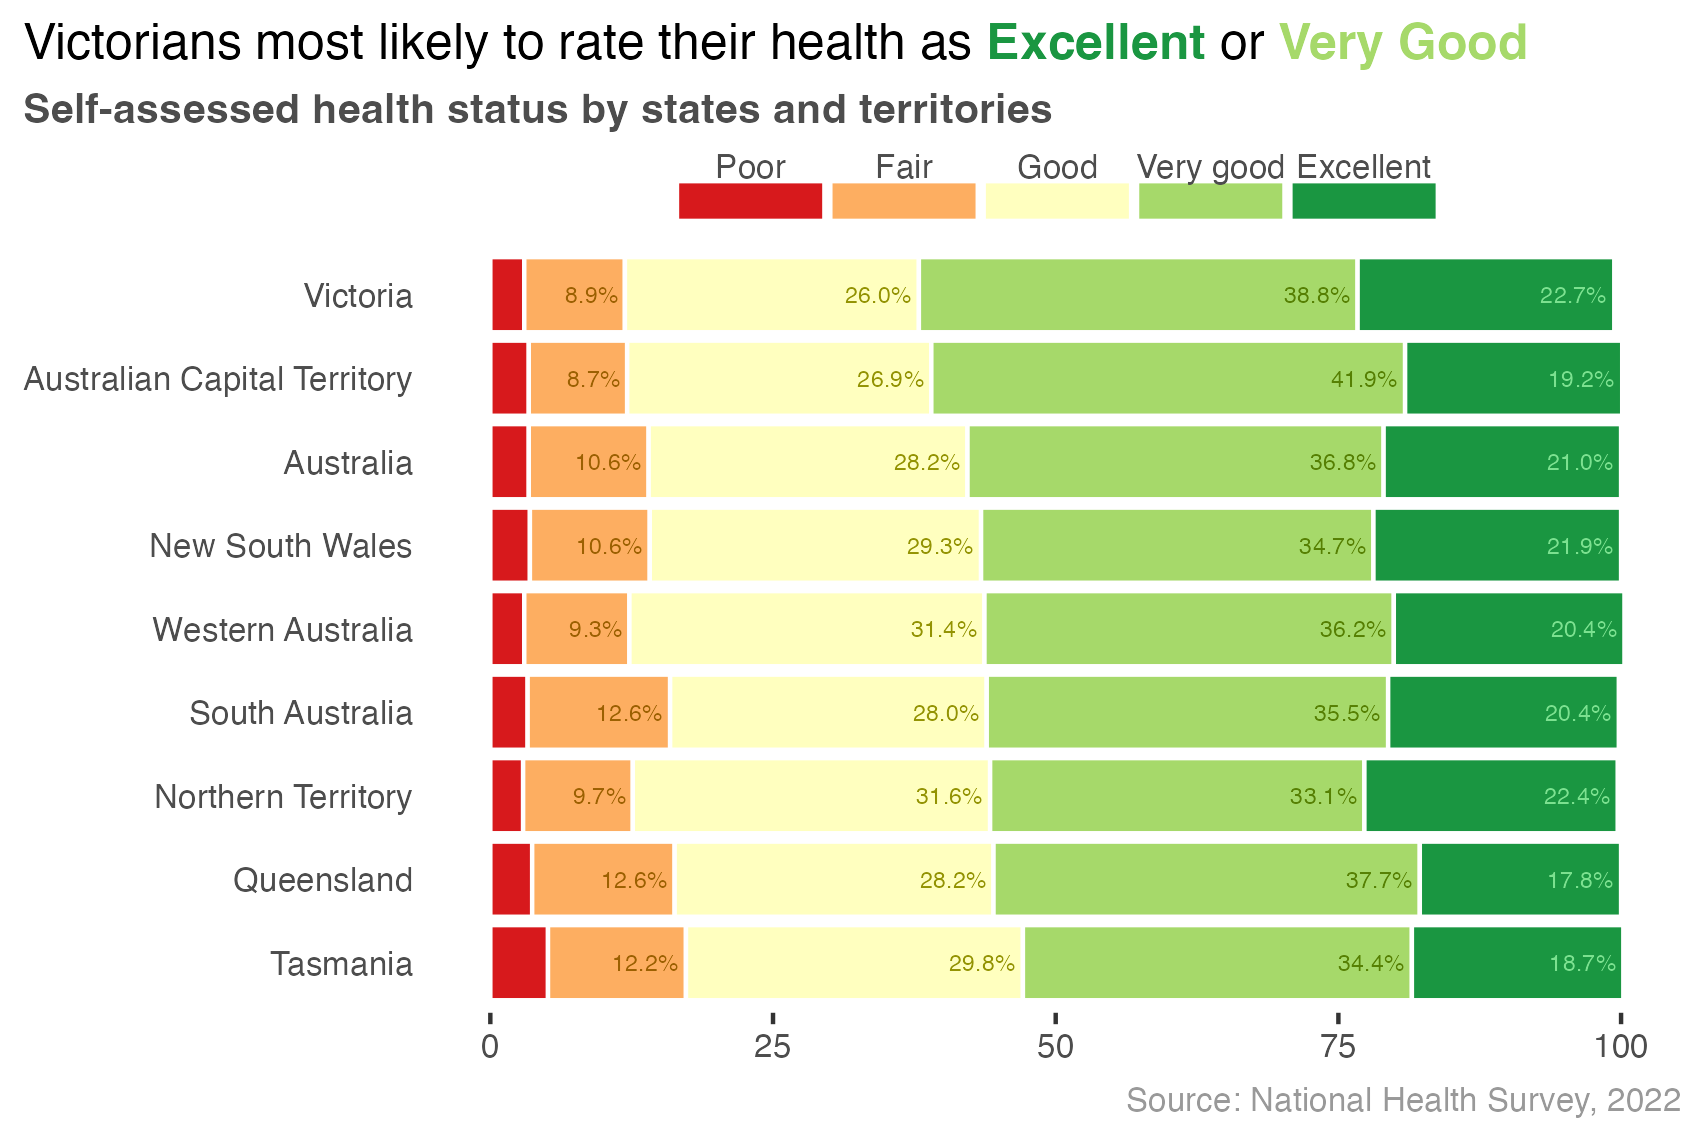 Victorians most likely to rate their health as Excellent or Very Good
Self-assessed health status by states and territories
Poor Fair Good Very good Excellent
Victoria 8.9% 26.0% 38.8% 22.7%
Australian Capital Territory 8.7% 26.9% 41.9% 19.2%
Australia 10.6% 28.2% 36.8% 21.0%
New South Wales 10.6% 29.3% 34.7% 21.9%
Western Australia 9.3% 31.4% 36.2% 20.4%
South Australia 12.6% 28.0% 35.5% 20.4%
Northern Territory 9.7% 31.6% 33.1% 22.4%
Queensland 12.6% 28.2% 37.7% 17.8%
Tasmania 12.2% 29.8% 34.4% 18.7%
0 25 50 75 100
Source: National Health Survey, 2022